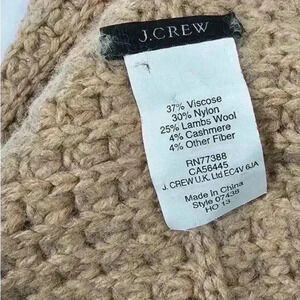 J.CREW
37% Viscose
30% Nylon
25% Lambs Wool
4% Cashmere
4% Other Fiber
RN77388
CA56445
J. CREW U.K. Ltd EC4V 6JA
Made in China
Style 07438
HO 13